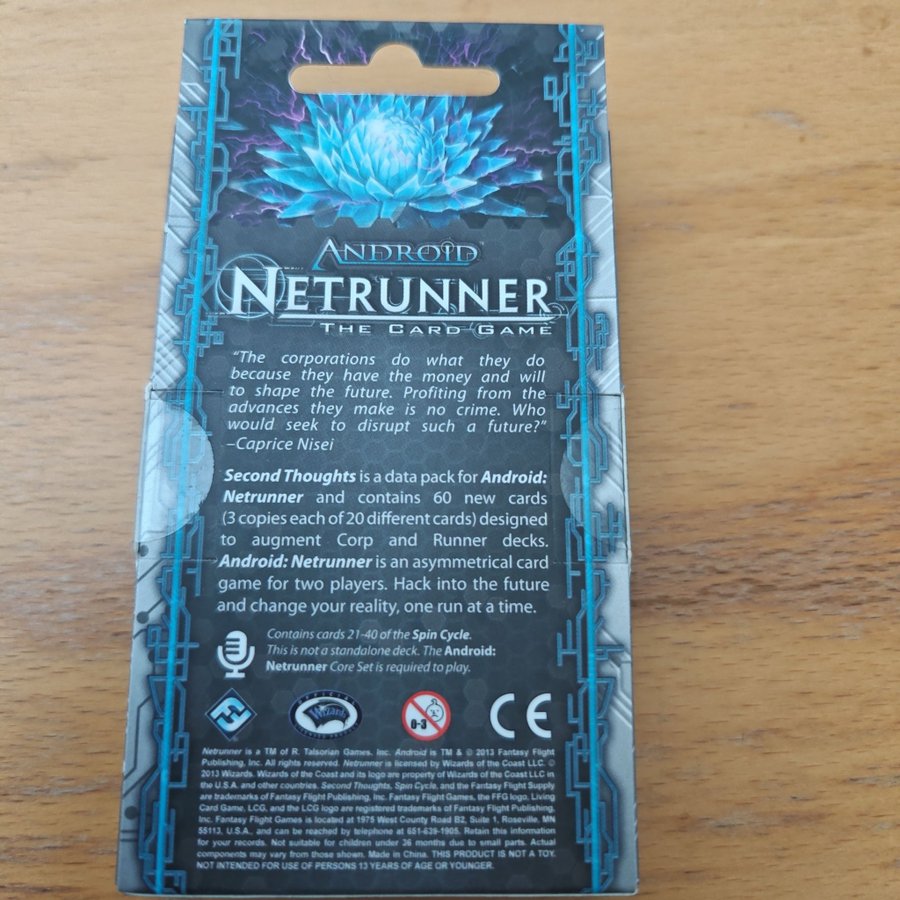 ANDROID™
NETRUNNER™
THE CARD GAME
“The corporations do what they do
because they have the money and will
to shape the future. Profiting from the
advances they make is no crime. Who
would seek to disrupt such a future?”
–Caprice Nisei
Second Thoughts is a data pack for Android:
Netrunner and contains 60 new cards
(3 copies each of 20 different cards) designed
to augment Corp and Runner decks.
Android: Netrunner is an asymmetrical card
game for two players. Hack into the future
and change your reality, one run at a time.
Contains cards 21-40 of the Spin Cycle.
This is not a standalone deck. The Android:
Netrunner Core Set is required to play.
OFFICIAL
Wizards
LICENSED PRODUCT
0-3
CE
Netrunner is a TM of R. Talsorian Games, Inc. Android is TM & © 2013 Fantasy Flight
Publishing, Inc. All rights reserved. Netrunner is licensed by Wizards of the Coast LLC. ©
2013 Wizards. Wizards of the Coast and its logo are property of Wizards of the Coast LLC in
the U.S.A. and other countries. Second Thoughts, Spin Cycle, and the Fantasy Flight Supply
are trademarks of Fantasy Flight Publishing, Inc. Fantasy Flight Games, the FFG logo, Living
Card Game, LCG, and the LCG logo are registered trademarks of Fantasy Flight Publishing,
Inc. Fantasy Flight Games is located at 1975 West County Road B2, Suite 1, Roseville, MN
55113, U.S.A., and can be reached by telephone at 651-639-1905. Retain this information
for your records. Not suitable for children under 36 months due to small parts. Actual
components may vary from those shown. Made in China. THIS PRODUCT IS NOT A TOY.
NOT INTENDED FOR USE OF PERSONS 13 YEARS OF AGE OR YOUNGER.